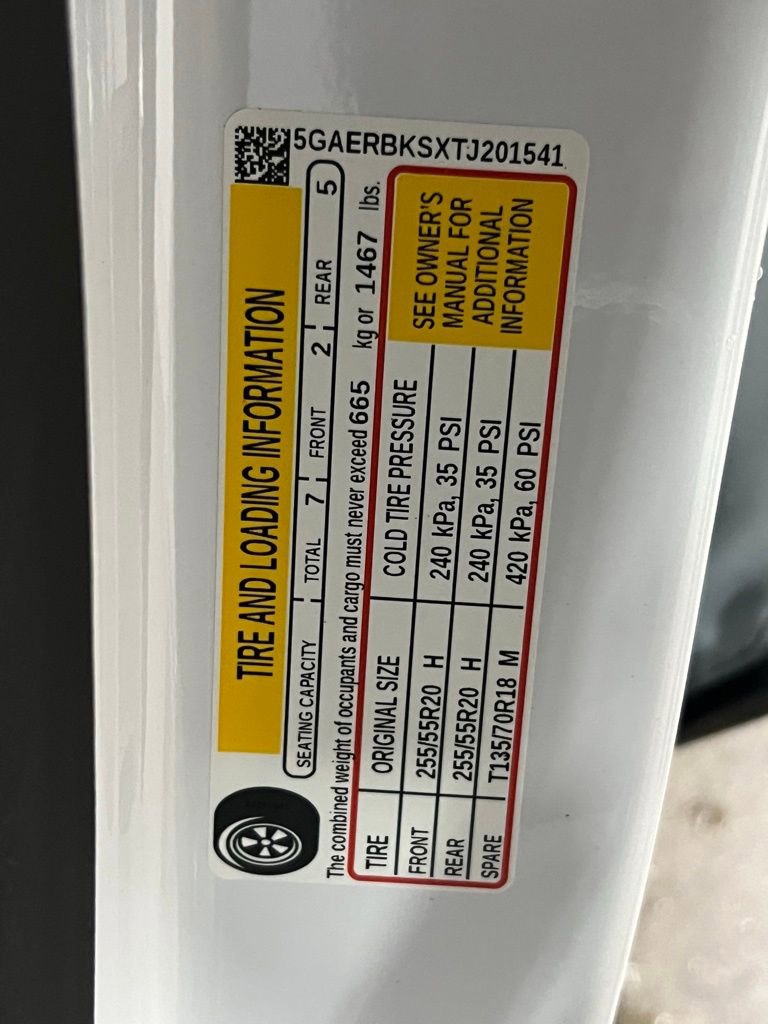 5GAERBKSXTJ201541
TIRE AND LOADING INFORMATION
SEATING CAPACITY TOTAL 7 FRONT 2 REAR 5
The combined weight of occupants and cargo must never exceed 665 kg or 1467 lbs.
TIRE ORIGINAL SIZE COLD TIRE PRESSURE
FRONT 255/55R20 H 240 kPa, 35 PSI
REAR 255/55R20 H 240 kPa, 35 PSI
SPARE T135/70R18 M 420 kPa, 60 PSI
SEE OWNER'S
MANUAL FOR
ADDITIONAL
INFORMATION